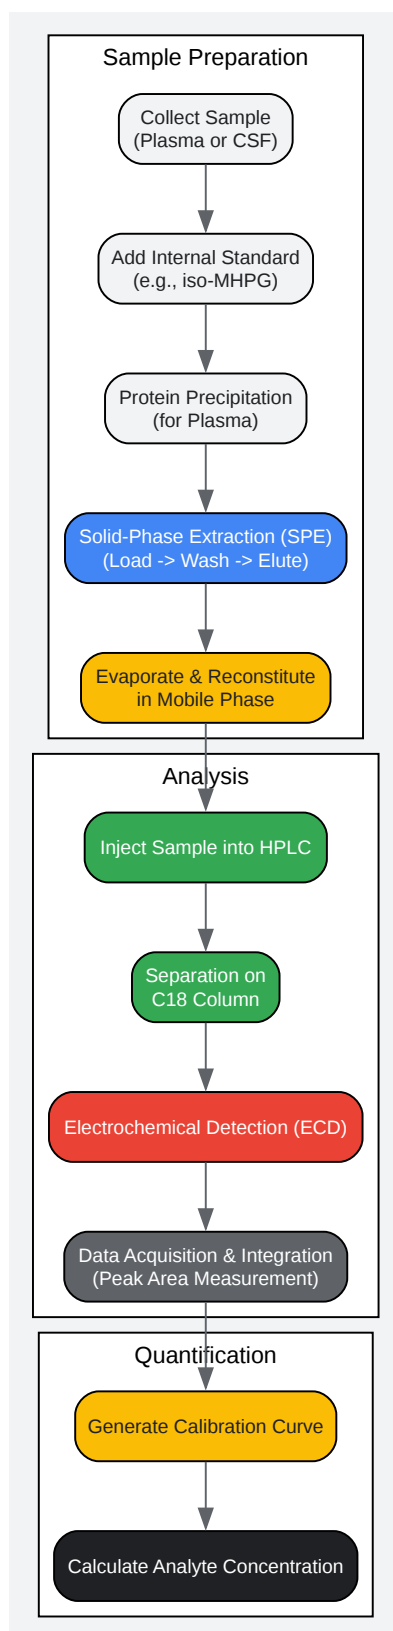 Sample Preparation
Collect Sample
(Plasma or CSF)
Add Internal Standard
(e.g., iso-MHPG)
Protein Precipitation
(for Plasma)
Solid-Phase Extraction (SPE)
(Load -> Wash -> Elute)
Evaporate & Reconstitute
in Mobile Phase
Analysis
Inject Sample into HPLC
Separation on
C18 Column
Electrochemical Detection (ECD)
Data Acquisition & Integration
(Peak Area Measurement)
Quantification
Generate Calibration Curve
Calculate Analyte Concentration